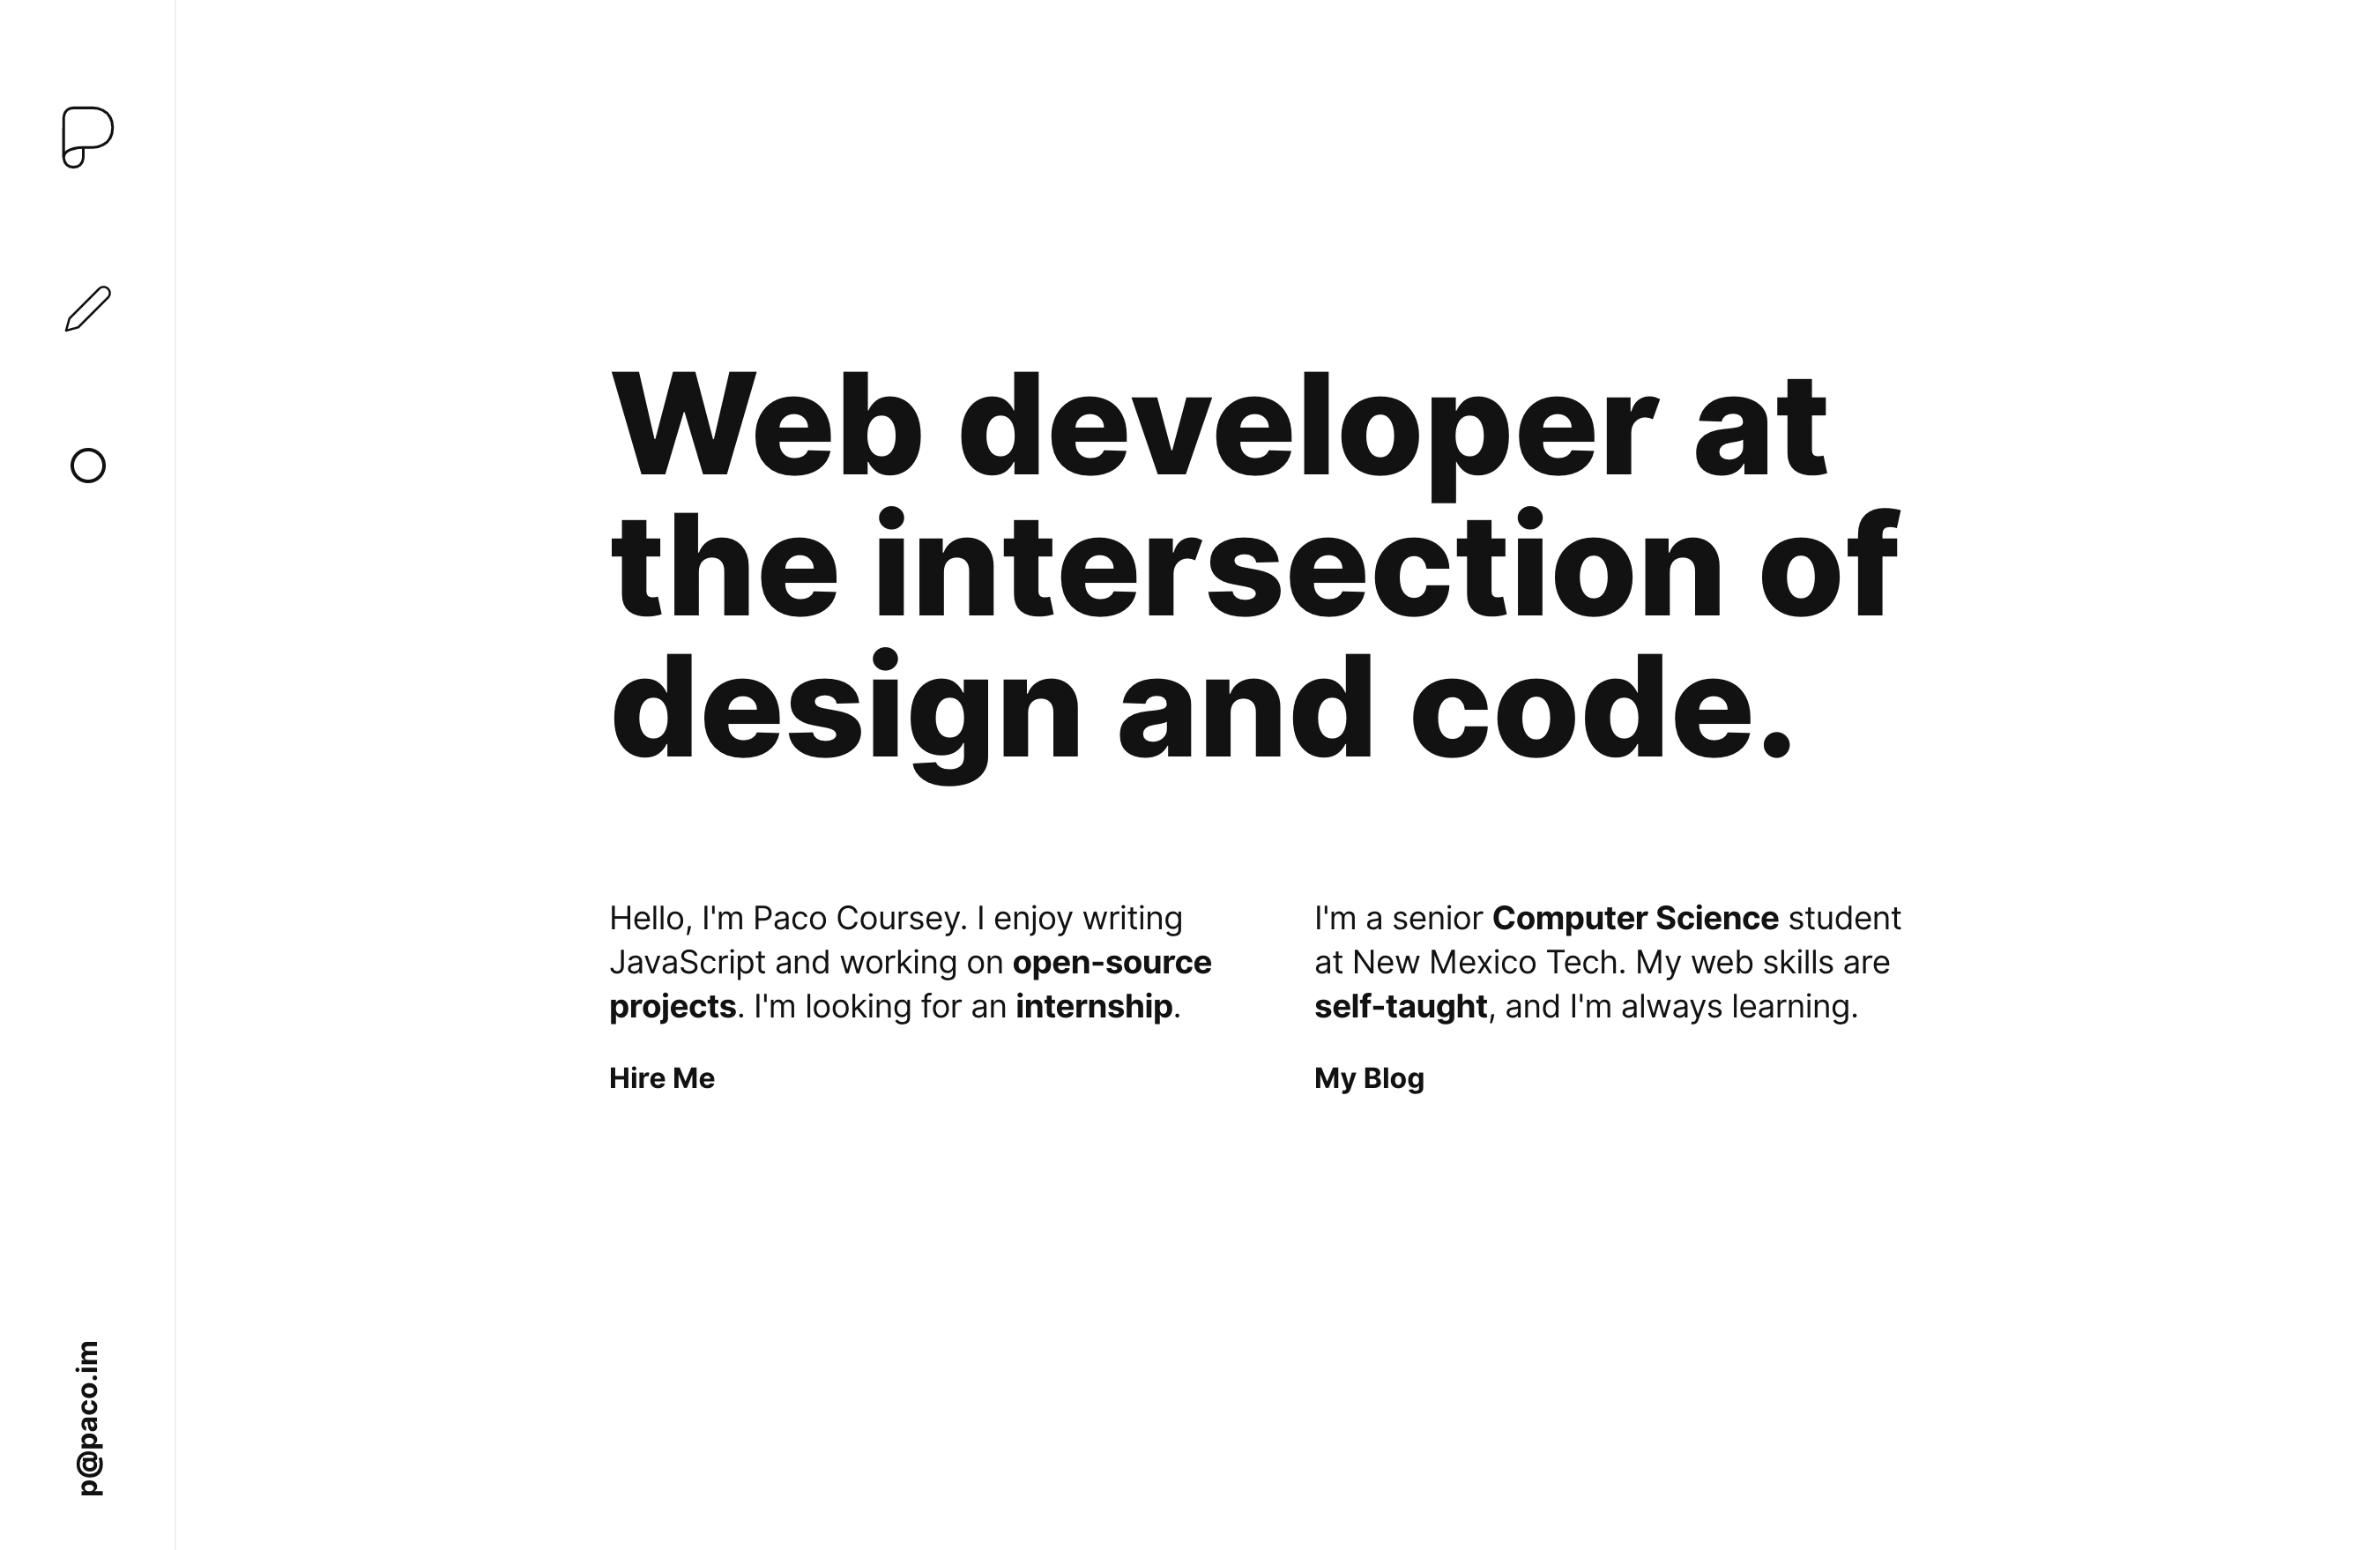 Web developer at
the intersection of
design and code.
Hello, I'm Paco Coursey. I enjoy writing
JavaScript and working on open-source
projects. I'm looking for an internship.
Hire Me
I'm a senior Computer Science student
at New Mexico Tech. My web skills are
self-taught, and I'm always learning.
My Blog
p@paco.im